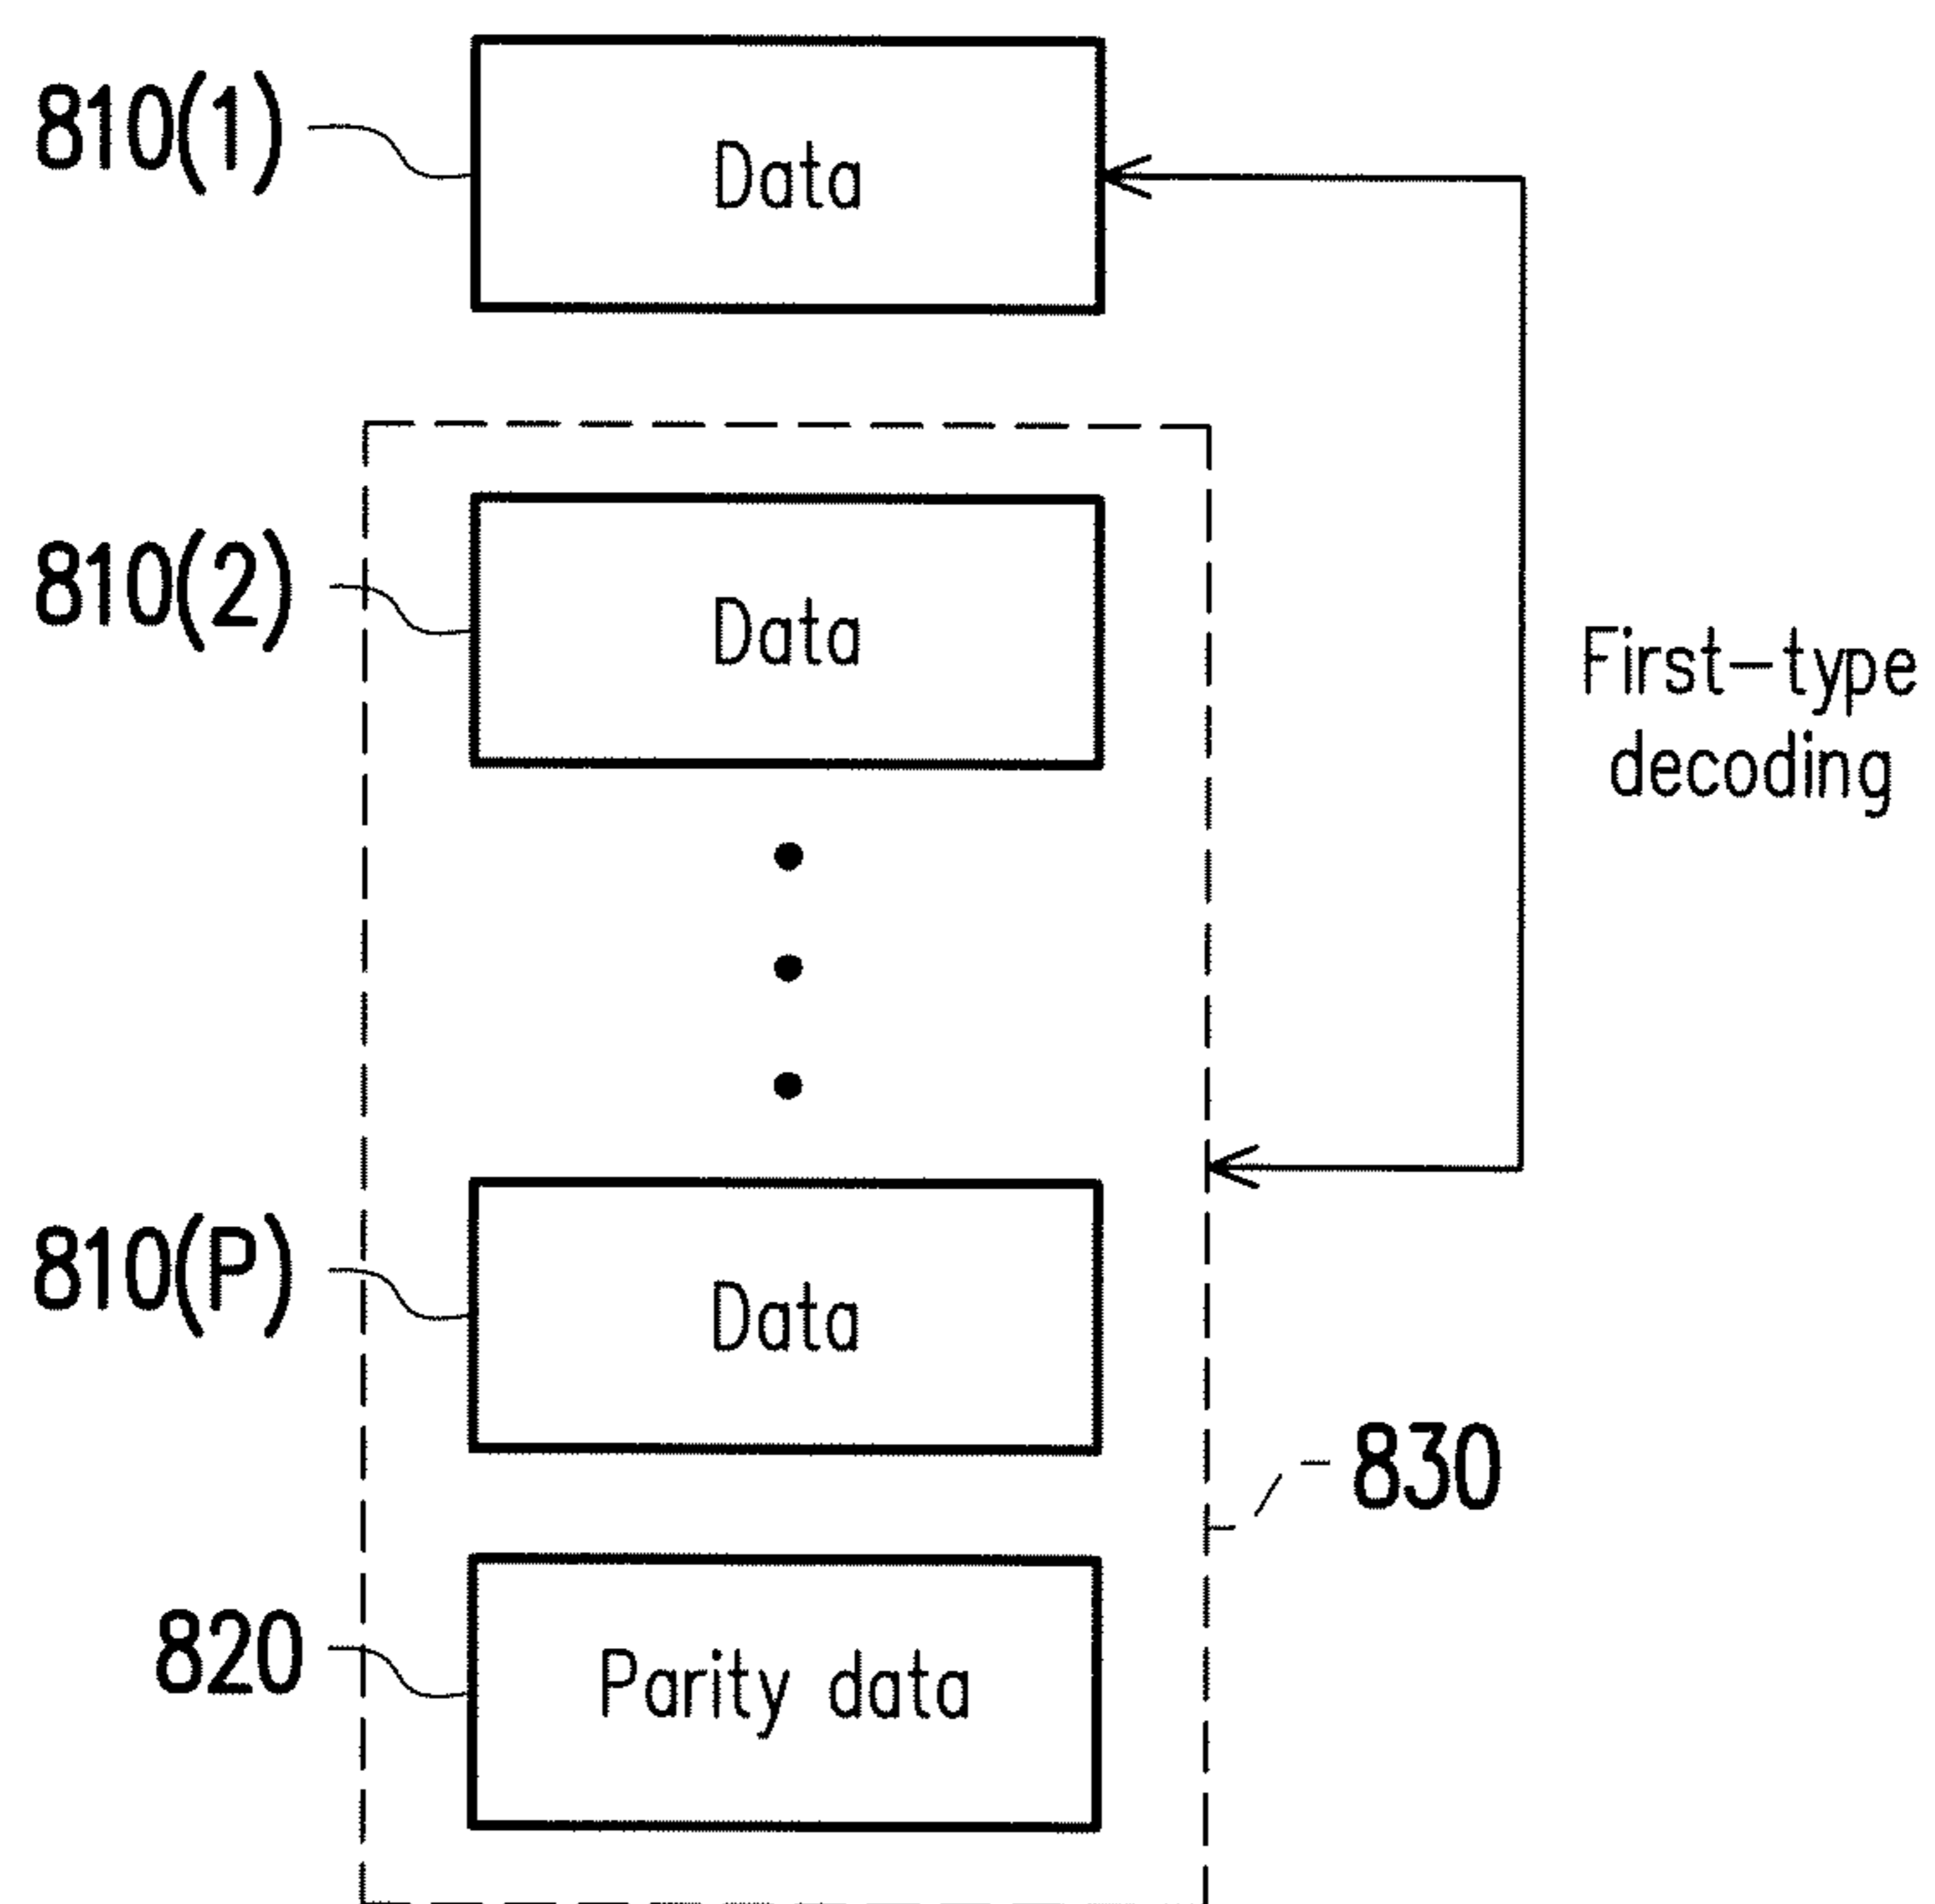 810(1)
Data
810(2)
Data
First-type
decoding
810(P)
Data
830
820
Parity data